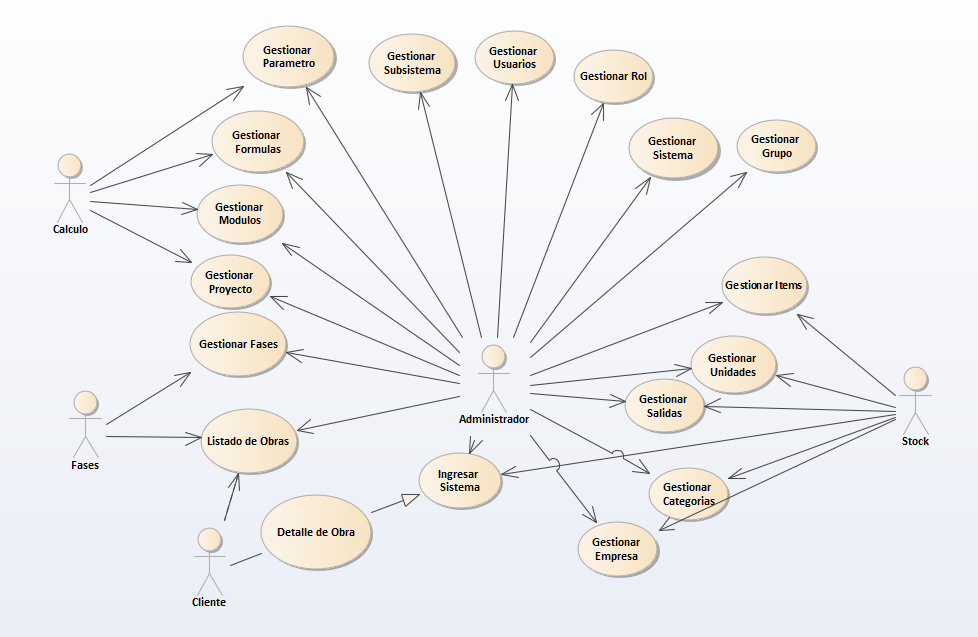 Gestionar
Parametro
Gestionar
Subsistema
Gestionar
Usuarios
Gestionar Rol
Gestionar
Formulas
Gestionar
Sistema
Gestionar
Grupo
Calculo
Gestionar
Modulos
Gestionar
Proyecto
Gestionar Items
Gestionar Fases
Gestionar
Unidades
Administrador
Gestionar
Salidas
Stock
Fases
Listado de Obras
Ingresar
Sistema
Gestionar
Categorias
Detalle de Obra
Gestionar
Empresa
Cliente